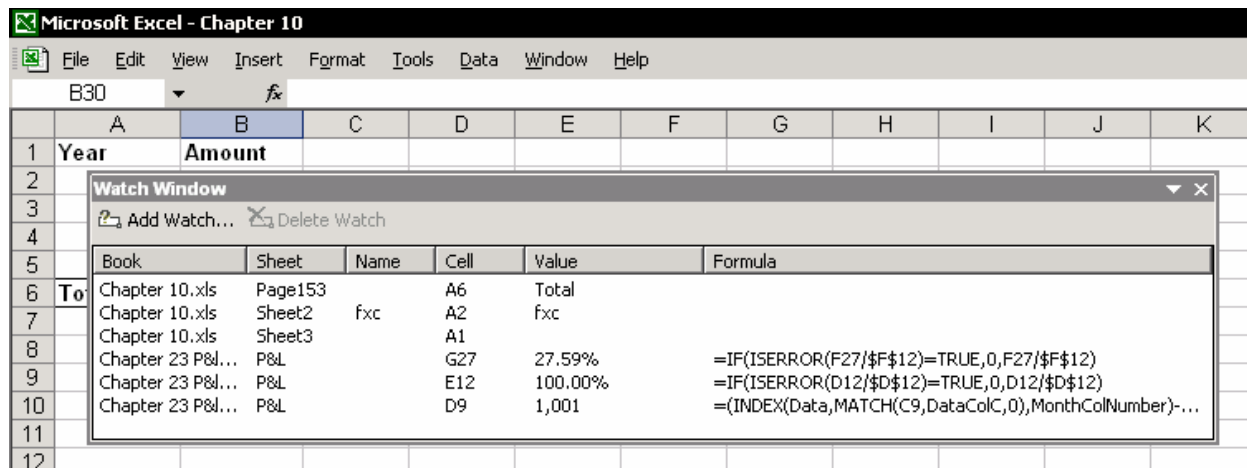 Microsoft Excel - Chapter 10
File Edit View Insert Format Tools Data Window Help
B30 fx
A B C D E F G H I J K
1 Year Amount
2
Watch Window
3
Add Watch... Delete Watch
4
5 Book Sheet Name Cell Value Formula
6 To Chapter 10.xls Page153 A6 Total
7 Chapter 10.xls Sheet2 fxc A2 fxc
Chapter 10.xls Sheet3 A1
8 Chapter 23 P&l... P&L G27 27.59% =IF(ISERROR(F27/$F$12)=TRUE,0,F27/$F$12)
9 Chapter 23 P&l... P&L E12 100.00% =IF(ISERROR(D12/$D$12)=TRUE,0,D12/$D$12)
10 Chapter 23 P&l... P&L D9 1,001 =(INDEX(Data,MATCH(C9,DataColC,0),MonthColNumber)-...
11
12